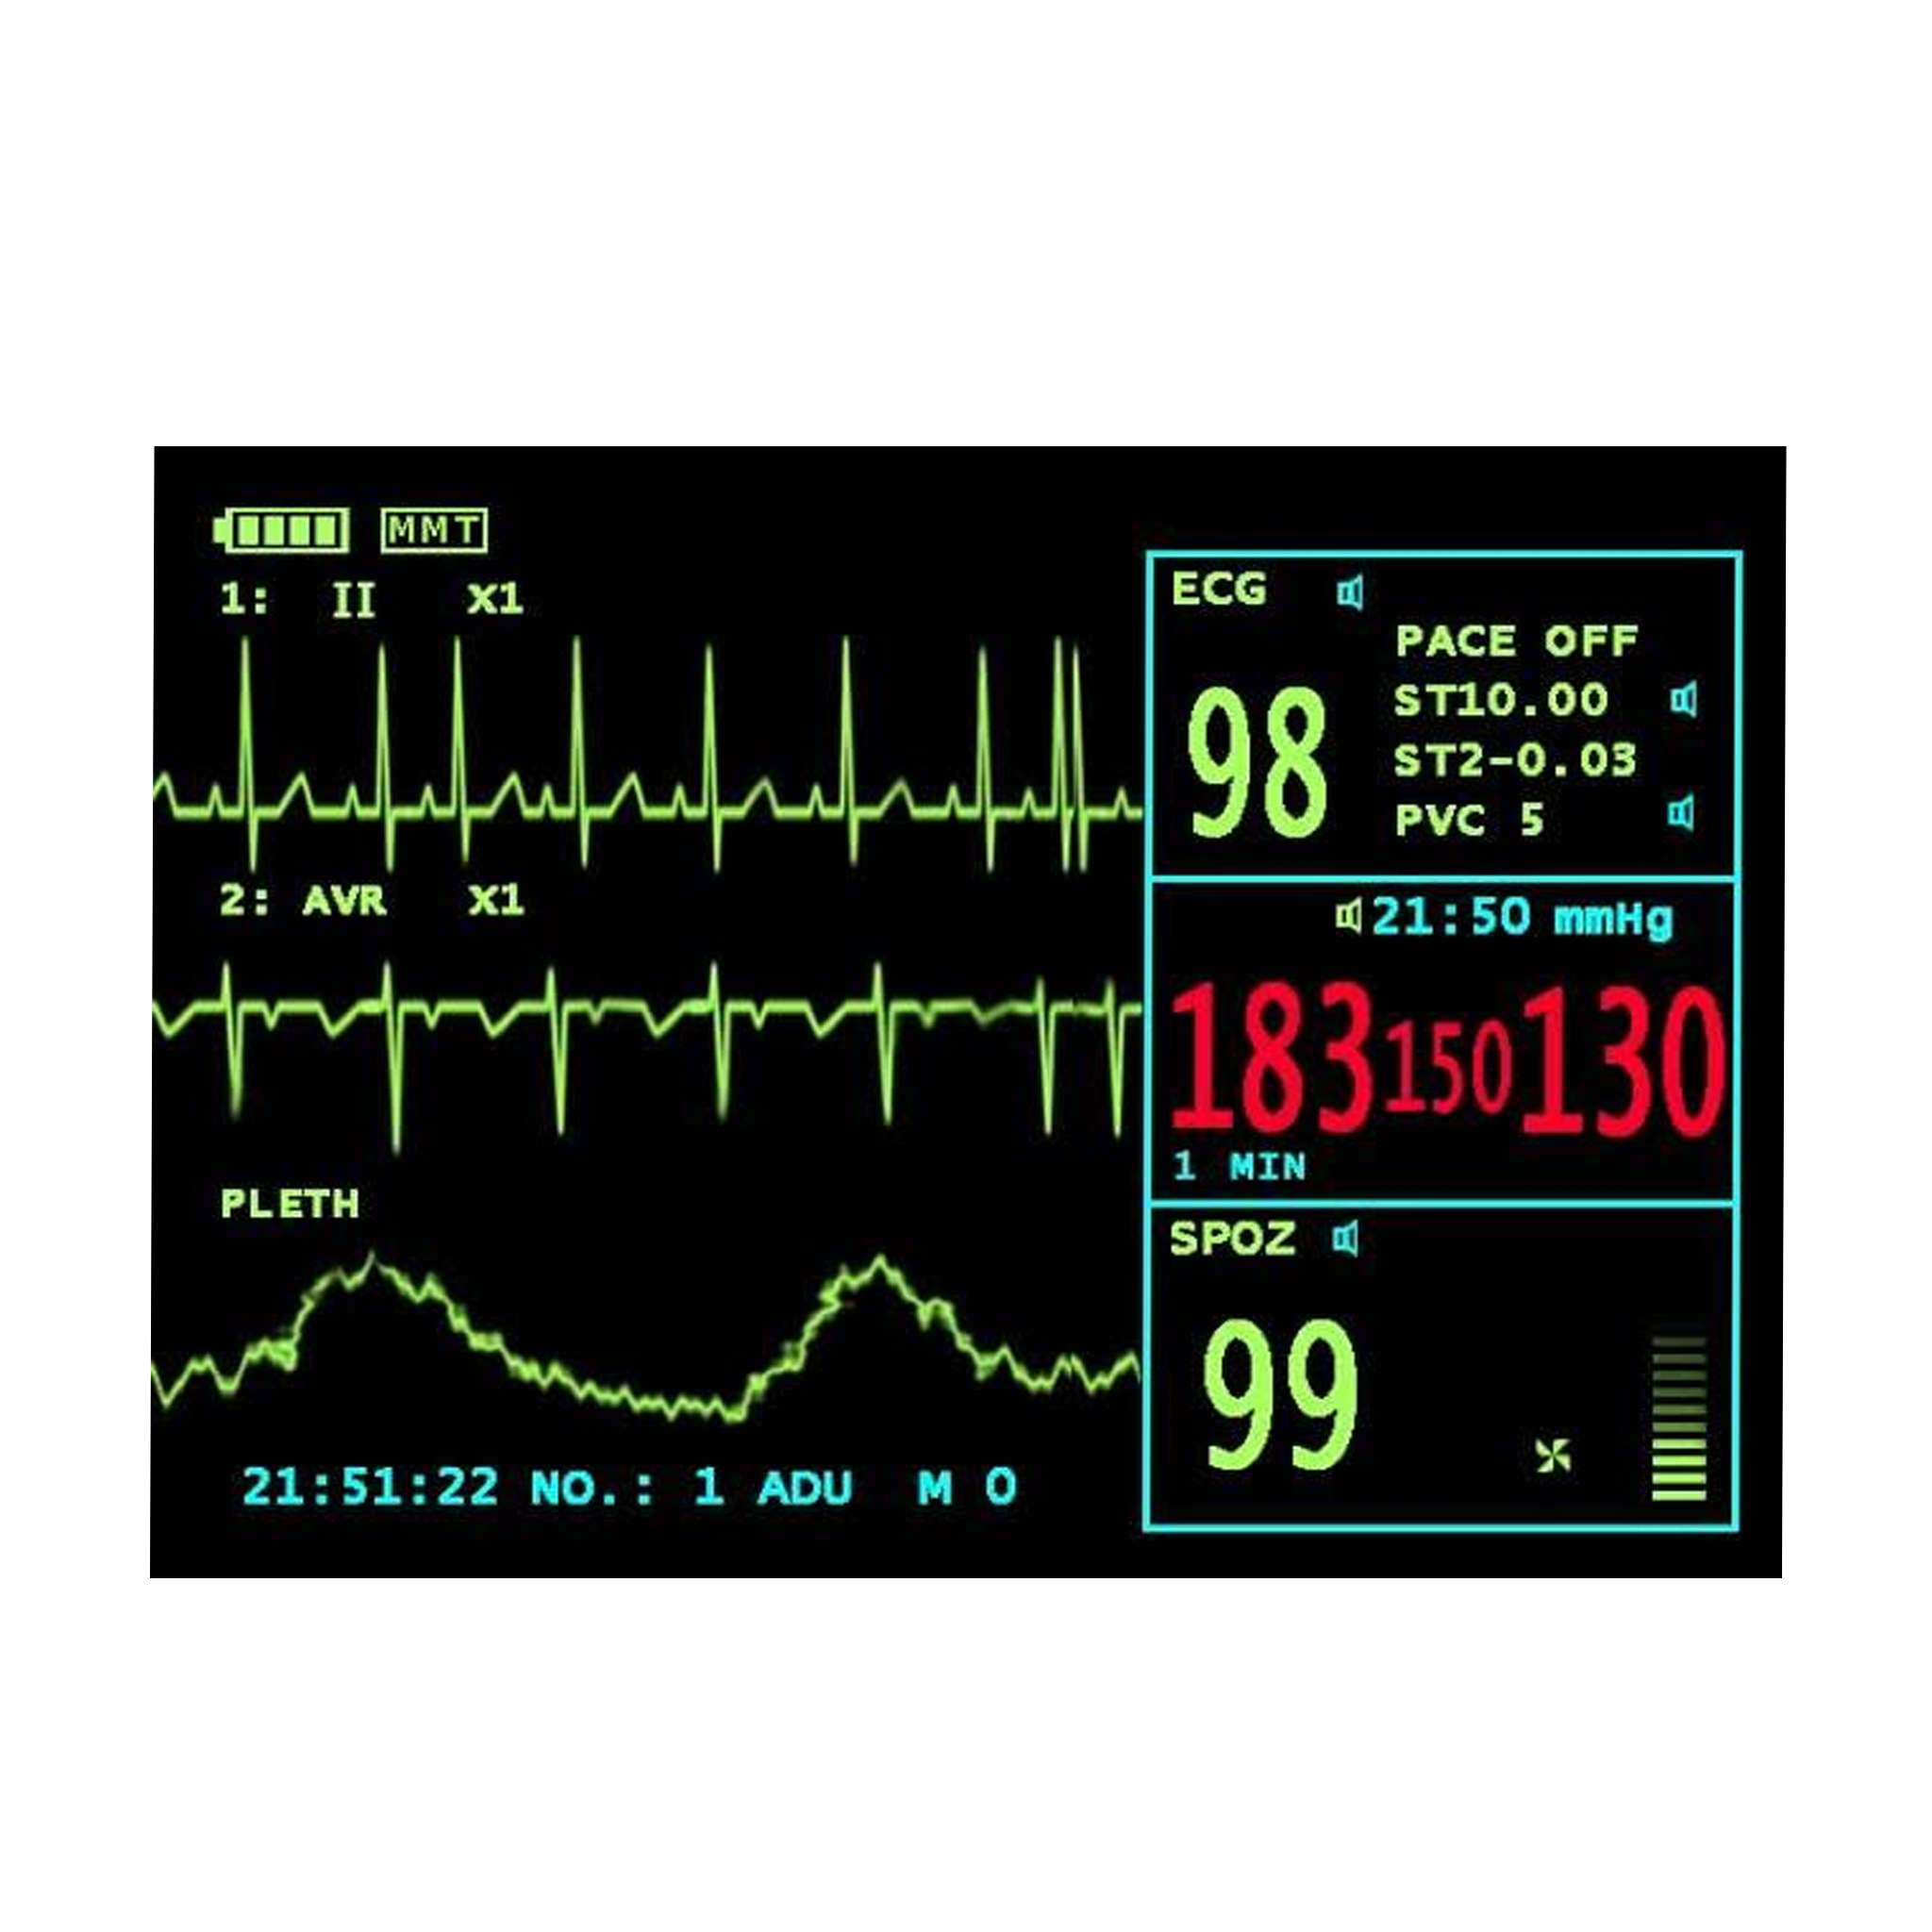 MMT
1: II X1
2: AVR X1
PLETH
21:51:22 NO.: 1 ADU M 0
ECG
PACE OFF
98
ST10.00
ST2-0.03
PVC 5
21:50 mmHg
183 150 130
1 MIN
SPOZ
99